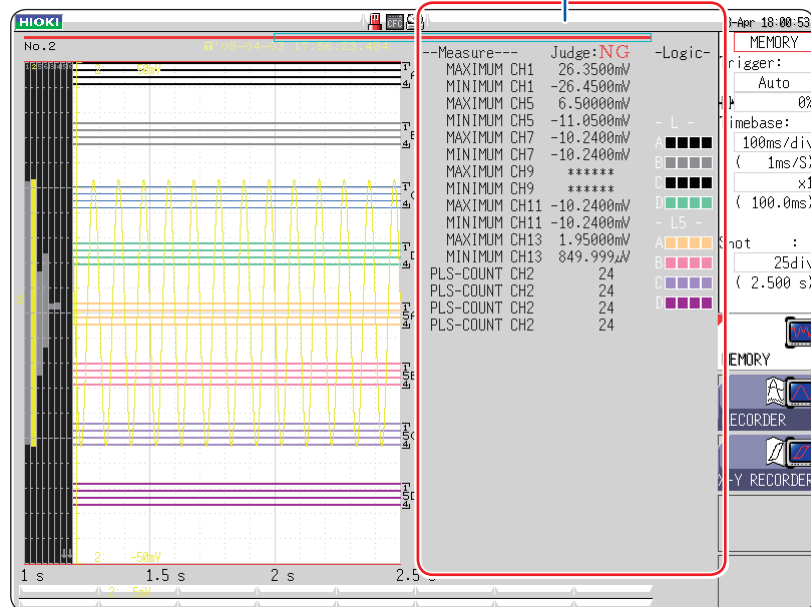 HIOKI
CFC
-Apr 18:00:53
No.2
'08-04-03 17:58:23.464
--Measure--- Judge:NG -Logic-
MAXIMUM CH1 26.3500mV
MINIMUM CH1 -26.4500mV
MAXIMUM CH5 6.50000mV
MINIMUM CH5 -11.0500mV
MAXIMUM CH7 -10.2400mV
MINIMUM CH7 -10.2400mV
MAXIMUM CH9 ******
MINIMUM CH9 ******
MAXIMUM CH11 -10.2400mV
MINIMUM CH11 -10.2400mV
MAXIMUM CH13 1.95000mV
MINIMUM CH13 849.999µV
PLS-COUNT CH2 24
PLS-COUNT CH2 24
PLS-COUNT CH2 24
PLS-COUNT CH2 24
- L -
A
B
C
D
- L5 -
A
B
C
D
MEMORY
rigger:
Auto
0%
imebase:
100ms/div
( 1ms/S)
x1
( 100.0ms)
hot :
25div
( 2.500 s)
EMORY
ECORDER
X-Y RECORDER
2: -50mV
1 s 1.5 s 2 s 2.5 s
2: 5mV